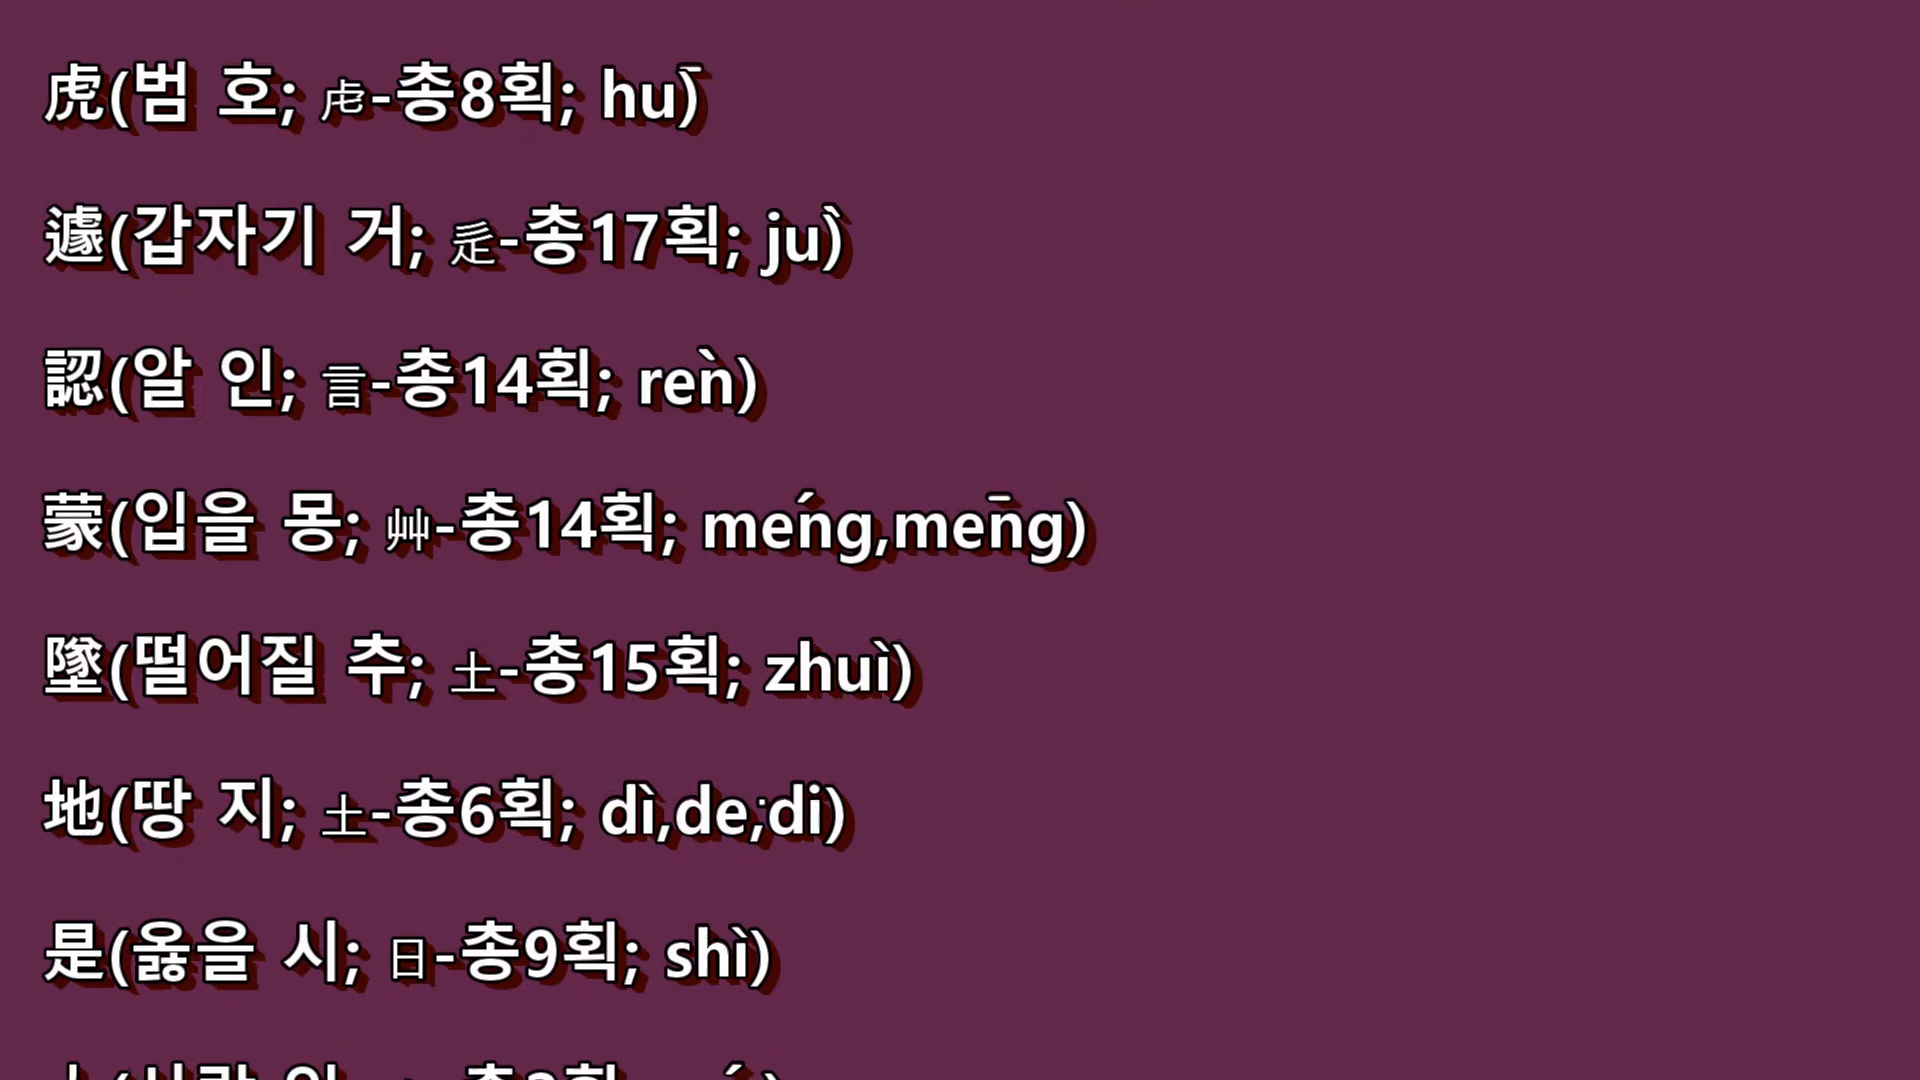 虎(범 호; 虍-총8획; hū)
遽(갑자기 거; 辵-총17획; jù)
認(알 인; 言-총14획; rèn)
蒙(입을 몽; 艸-총14획; méng,mēng)
墜(떨어질 추; 土-총15획; zhuì)
地(땅 지; 土-총6획; dì,de,̇di)
是(옳을 시; 日-총9획; shì)